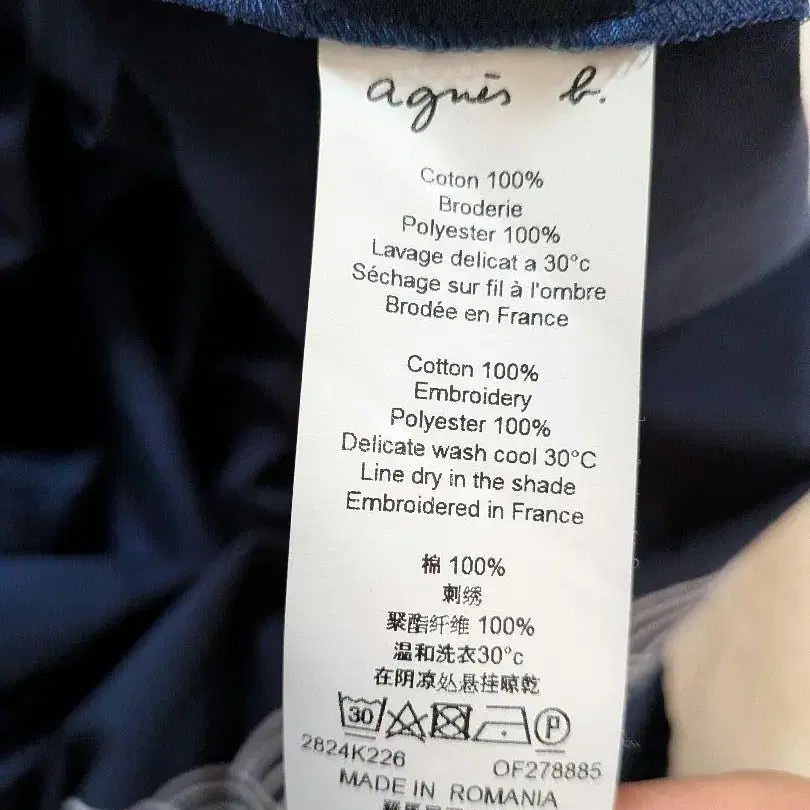 agnès b.
Coton 100%
Broderie
Polyester 100%
Lavage delicat a 30°c
Séchage sur fil à l'ombre
Brodée en France
Cotton 100%
Embroidery
Polyester 100%
Delicate wash cool 30°C
Line dry in the shade
Embroidered in France
棉 100%
刺绣
聚酯纤维 100%
温和洗衣30°c
在阴凉处悬挂晾乾
30 P
2824K226 OF278885
MADE IN ROMANIA